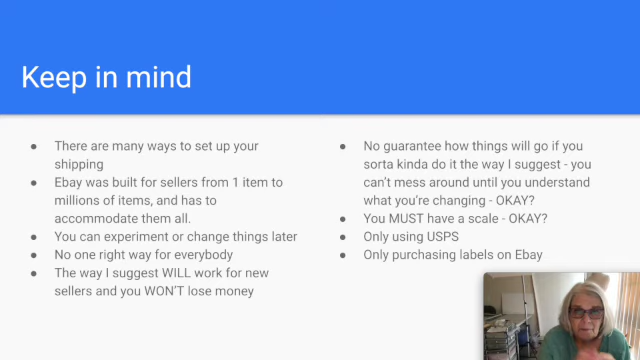 Keep in mind
● There are many ways to set up your
shipping
● Ebay was built for sellers from 1 item to
millions of items, and has to
accommodate them all.
● You can experiment or change things later
● No one right way for everybody
● The way I suggest WILL work for new
sellers and you WON'T lose money
● No guarantee how things will go if you
sorta kinda do it the way I suggest - you
can't mess around until you understand
what you're changing - OKAY?
● You MUST have a scale - OKAY?
● Only using USPS
● Only purchasing labels on Ebay